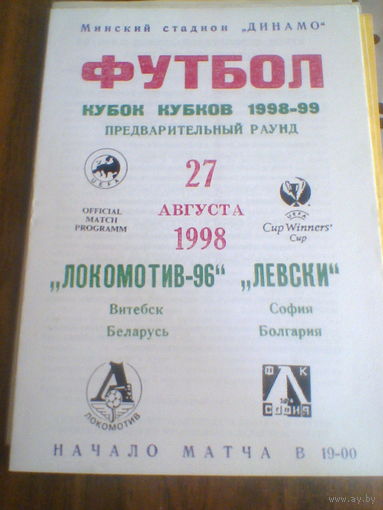 Минский стадион „ДИНАМО"
ФУТБОЛ
КУБОК КУБКОВ 1998-99
ПРЕДВАРИТЕЛЬНЫЙ РАУНД
UEFA
OFFICIAL
MATCH
PROGRAMM
27
АВГУСТА
1998
UEFA
Cup Winners'
Cup
„ЛОКОМОТИВ-96" „ЛЕВСКИ"
Витебск София
Беларусь Болгария
ЛОКОМОТИВ
Ф К
СОФИЯ
НАЧАЛО МАТЧА В 19-00
www.ay.by